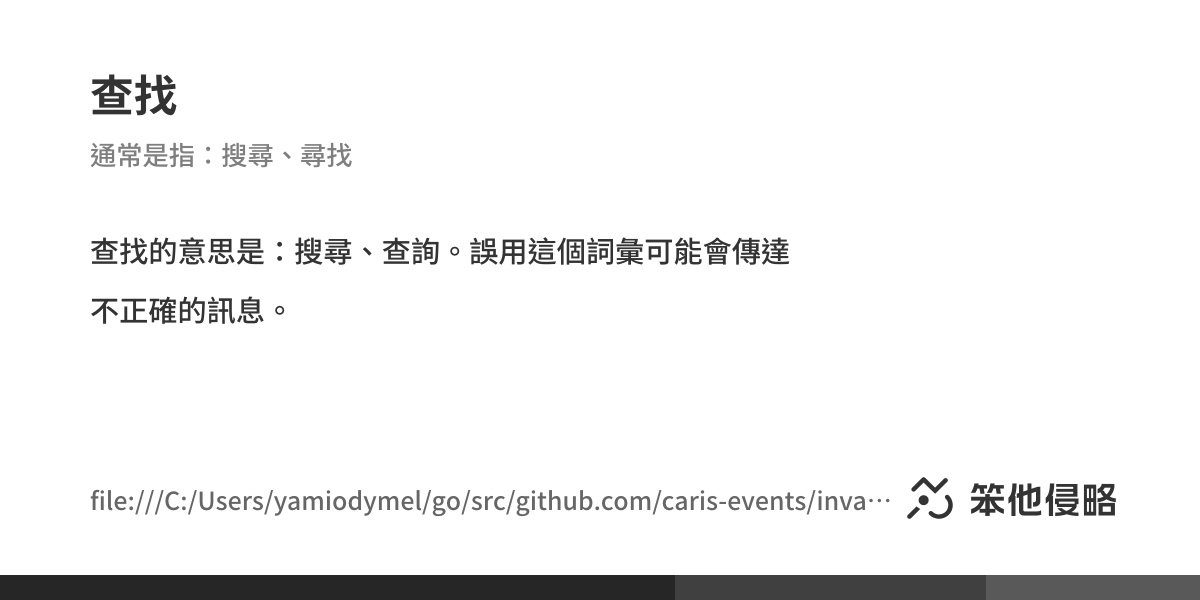 查找
通常是指：搜尋、尋找
查找的意思是：搜尋、查詢。誤用這個詞彙可能會傳達
不正確的訊息。
file:///C:/Users/yamiodymel/go/src/github.com/caris-events/inva…
笨他侵略